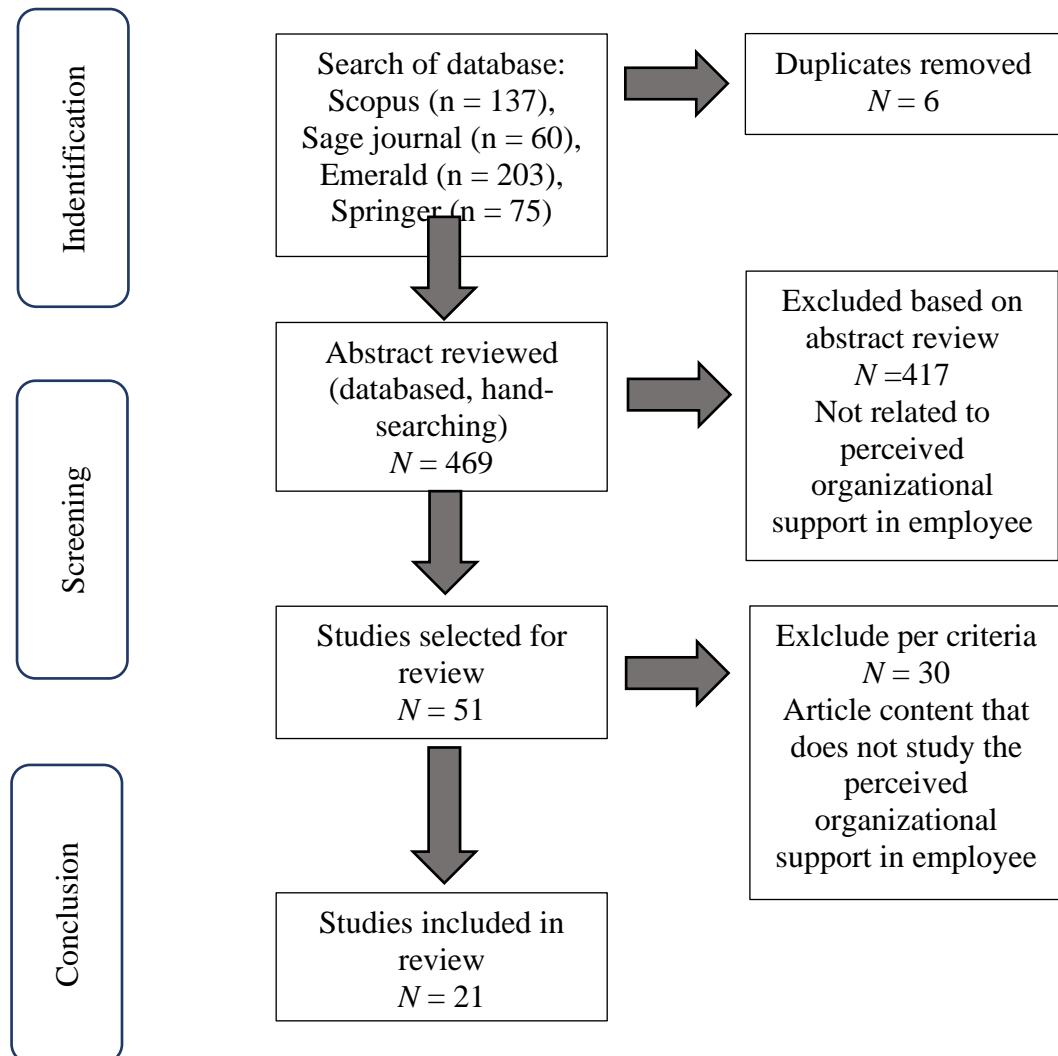 Indentification
Search of database:
Scopus (n = 137),
Sage journal (n = 60),
Emerald (n = 203),
Springer (n = 75)
Duplicates removed
N = 6
Screening
Abstract reviewed
(databased, hand-
searching)
N = 469
Excluded based on
abstract review
N =417
Not related to
perceived
organizational
support in employee
Studies selected for
review
N = 51
Exlclude per criteria
N = 30
Article content that
does not study the
perceived
organizational
support in employee
Conclusion
Studies included in
review
N = 21